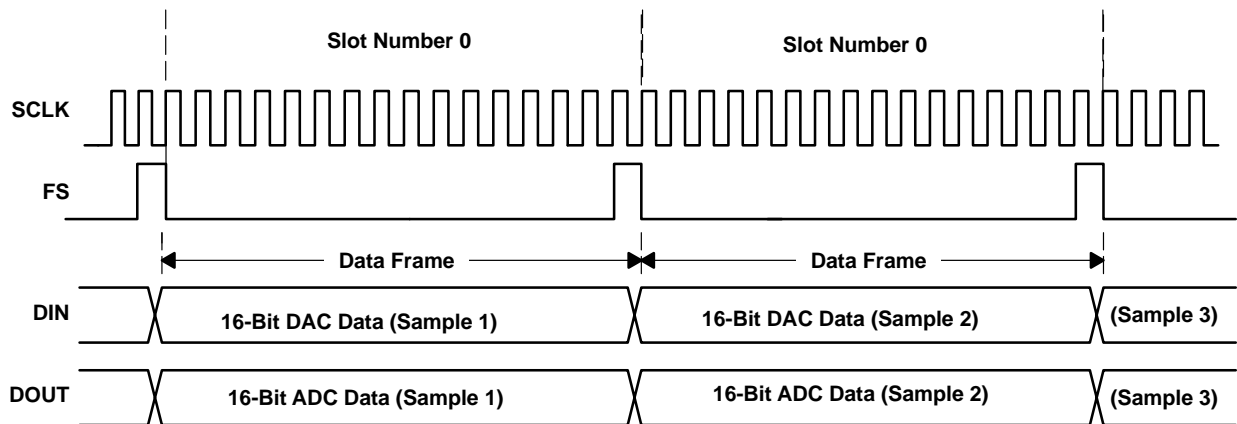 Slot Number 0
Slot Number 0
SCLK
FS
Data Frame
Data Frame
DIN
16-Bit DAC Data (Sample 1)
16-Bit DAC Data (Sample 2)
(Sample 3)
DOUT
16-Bit ADC Data (Sample 1)
16-Bit ADC Data (Sample 2)
(Sample 3)